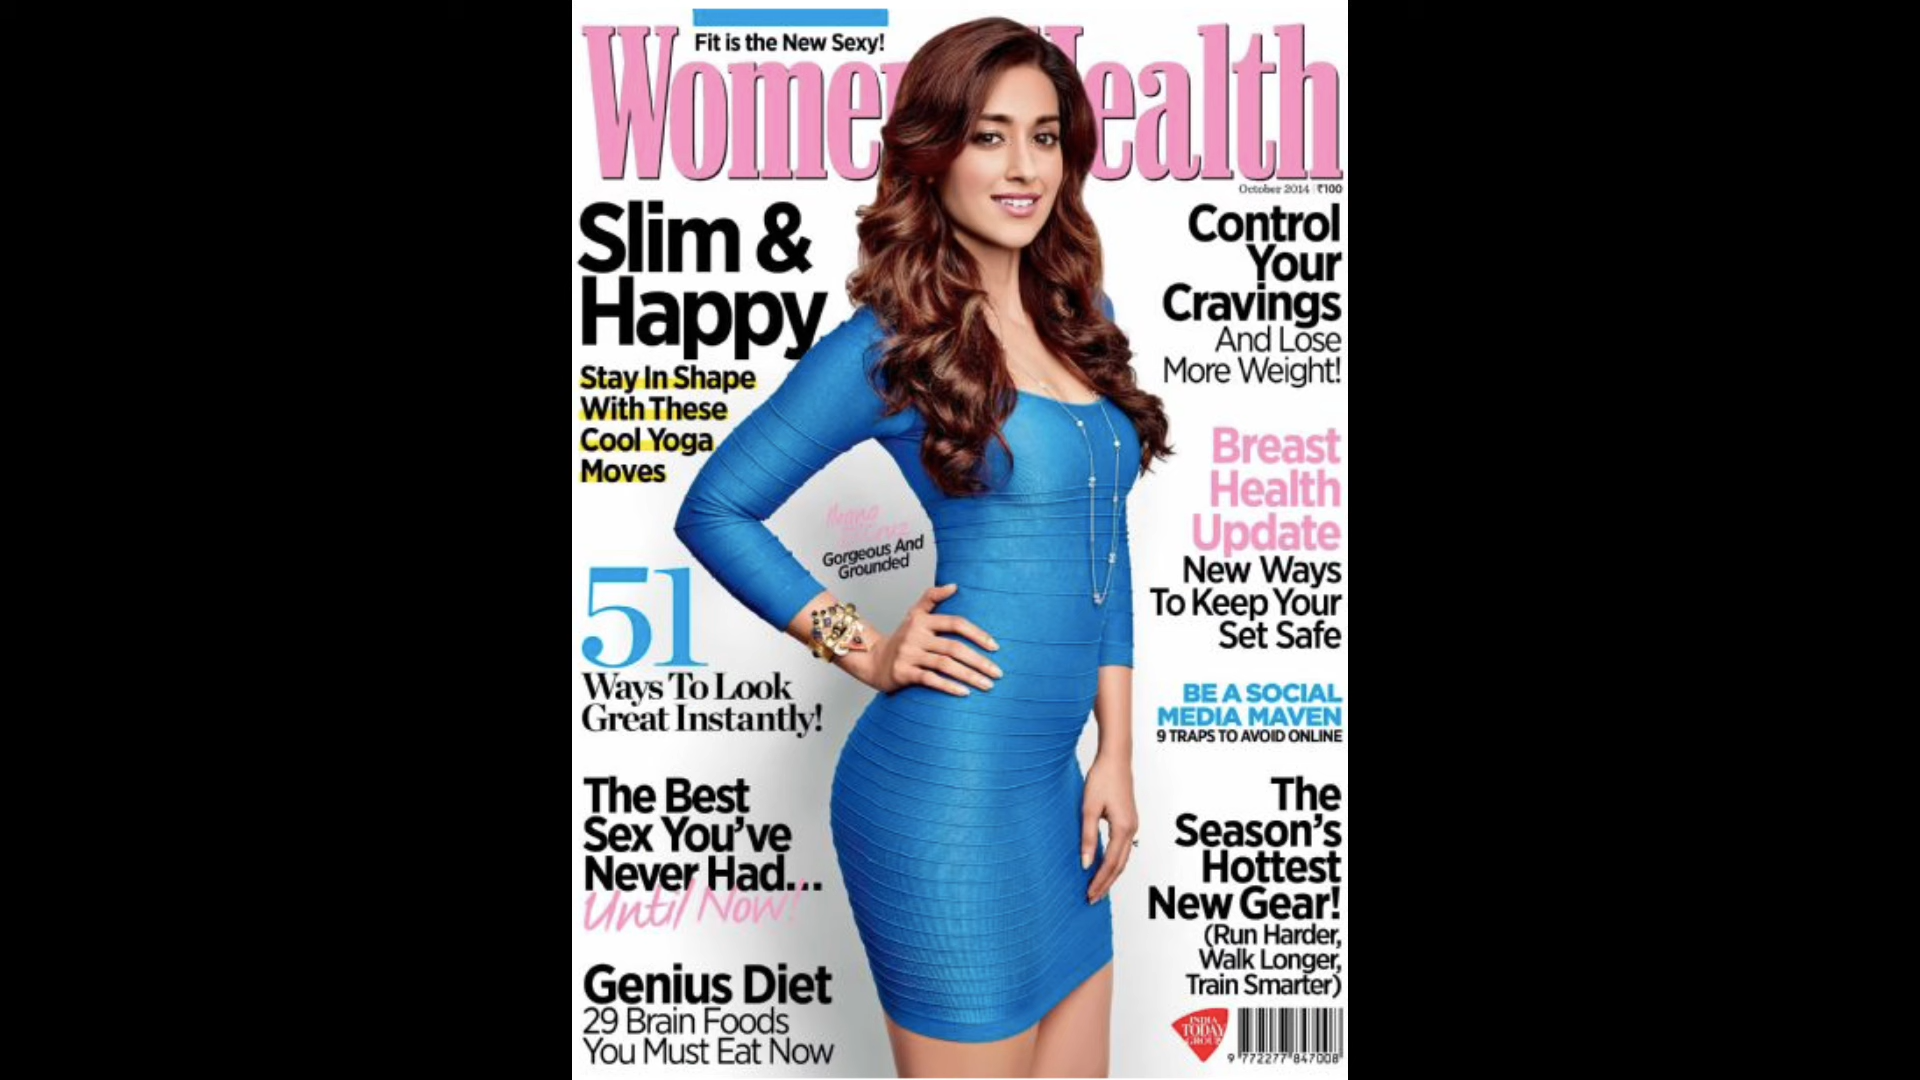 Fit is the New Sexy!
Wome ealth
October 2014 | ₹100
Slim &
Happy
Stay In Shape
With These
Cool Yoga
Moves
Gorgeous And
Grounded
51
Ways To Look
Great Instantly!
The Best
Sex You've
Never Had...
Until Now!
Genius Diet
29 Brain Foods
You Must Eat Now
Control
Your
Cravings
And Lose
More Weight!
Breast
Health
Update
New Ways
To Keep Your
Set Safe
BE A SOCIAL
MEDIA MAVEN
9 TRAPS TO AVOID ONLINE
The
Season's
Hottest
New Gear!
(Run Harder,
Walk Longer,
Train Smarter)
INDIA
TODAY
GROUP
9 772277 847008